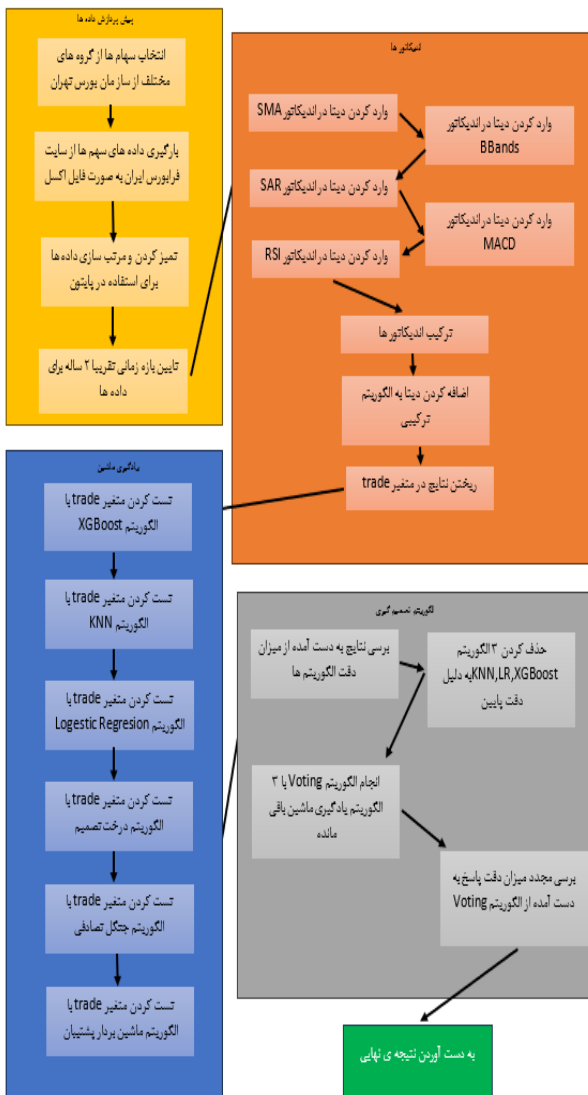 پیش پردازش داده ها
انتخاب سهام ها از گروه های
مختلف از سازمان بورس تهران
بارگیری داده های سهم ها از سایت
فرابورس ایران به صورت فایل اکسل
تمیز کردن و مرتب سازی داده ها
برای استفاده در پایتون
تایین بازه زمانی تقریبا ۲ ساله برای
داده ها
اندیکاتور ها
وارد کردن دیتا در اندیکاتور SMA
وارد کردن دیتا در اندیکاتور
BBands
وارد کردن دیتا در اندیکاتور SAR
وارد کردن دیتا در اندیکاتور
MACD
وارد کردن دیتا در اندیکاتور RSI
ترکیب اندیکاتور ها
اضافه کردن دیتا به الگوریتم
ترکیبی
ریختن نتایج در متغیر trade
یادگیری ماشین
تست کردن متغیر trade با
الگوریتم XGBoost
تست کردن متغیر trade با
الگوریتم KNN
تست کردن متغیر trade با
الگوریتم Logestic Regresion
تست کردن متغیر trade با
الگوریتم درخت تصمیم
تست کردن متغیر trade با
الگوریتم جنگل تصادفی
تست کردن متغیر trade با
الگوریتم ماشین بردار پشتیبان
الگوریتم تصمیم گیری
برسی نتایج به دست آمده از میزان
دقت الگوریتم ها
حذف کردن ۳ الگوریتم
KNN,LR,XGBoostبه دلیل
دقت پایین
انجام الگوریتم Voting با ۳
الگوریتم یادگیری ماشین باقی
مانده
برسی مجدد میزان دقت پاسخ به
دست آمده از الگوریتم Voting
به دست آوردن نتیجه ی نهایی